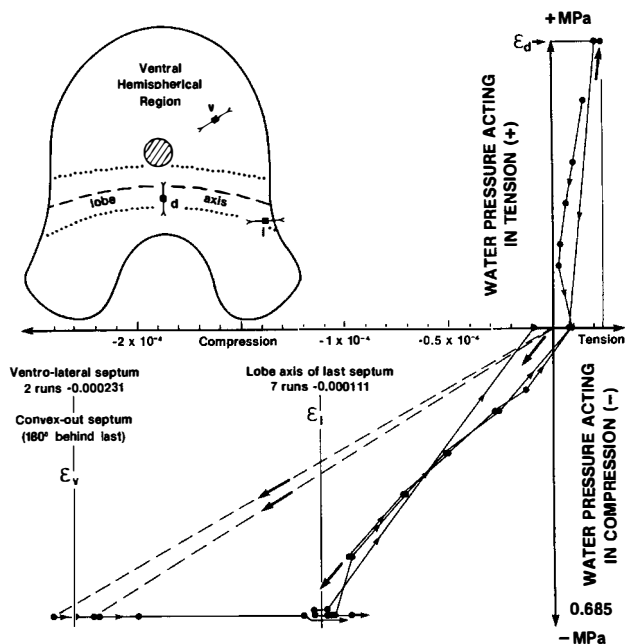 + MPa
Ventral
Hemispherical
Region
v
lobe
axis
d
l
εd
WATER PRESSURE ACTING
IN TENSION (+)
-2 x 10⁻⁴
Compression
-1 x 10⁻⁴
-0.5 x 10⁻⁴
Tension
Ventro-lateral septum
2 runs -0.000231
Convex-out septum
(180° behind last)
εv
Lobe axis of last septum
7 runs -0.000111
εl
WATER PRESSURE ACTING
IN COMPRESSION (−)
0.685
− MPa